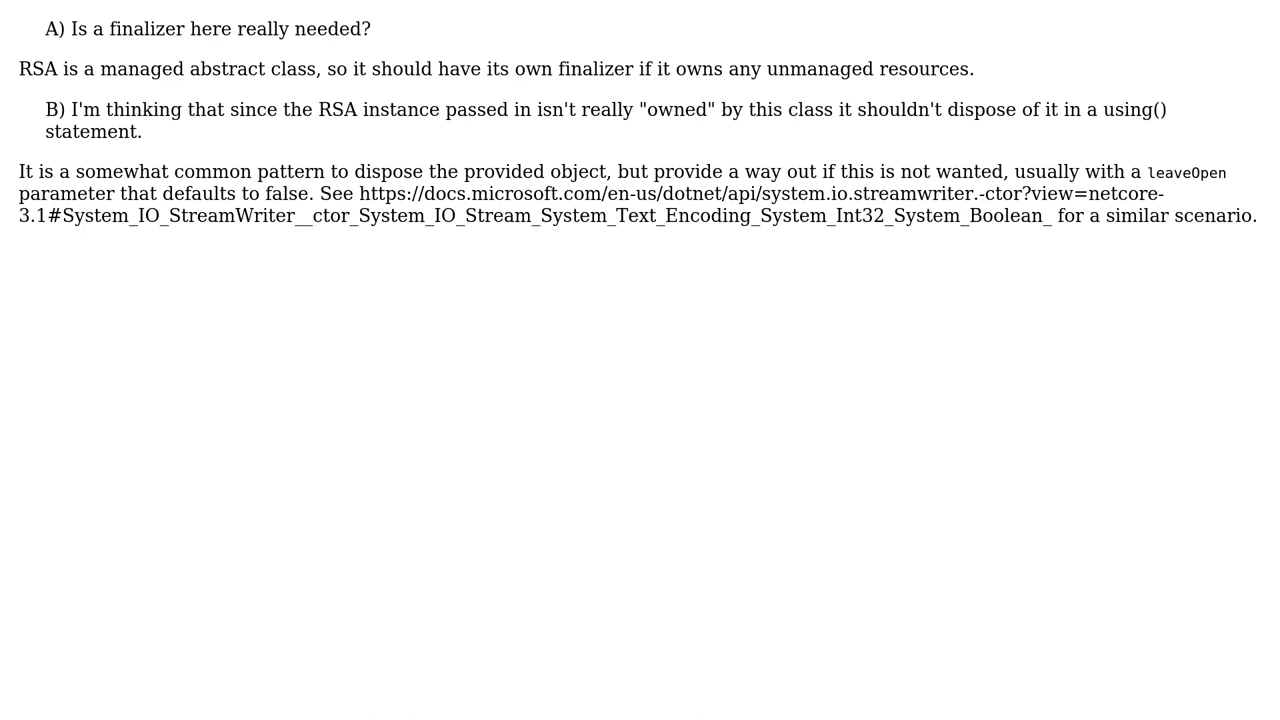 A) Is a finalizer here really needed?
RSA is a managed abstract class, so it should have its own finalizer if it owns any unmanaged resources.
B) I'm thinking that since the RSA instance passed in isn't really "owned" by this class it shouldn't dispose of it in a using()
statement.
It is a somewhat common pattern to dispose the provided object, but provide a way out if this is not wanted, usually with a leaveOpen
parameter that defaults to false. See https://docs.microsoft.com/en-us/dotnet/api/system.io.streamwriter.-ctor?view=netcore-
3.1#System_IO_StreamWriter__ctor_System_IO_Stream_System_Text_Encoding_System_Int32_System_Boolean_ for a similar scenario.